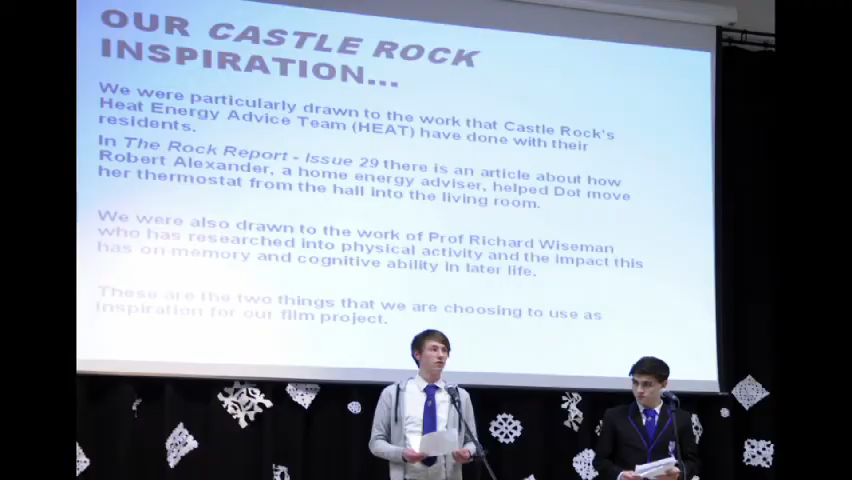 OUR CASTLE ROCK
INSPIRATION...
We were particularly drawn to the work that Castle Rock's
Heat Energy Advice Team (HEAT) have done with their
residents.
In The Rock Report - Issue 29 there is an article about how
Robert Alexander, a home energy adviser, helped Dot move
her thermostat from the hall into the living room.
We were also drawn to the work of Prof Richard Wiseman
who has researched into physical activity and the impact this
has on memory and cognitive ability in later life.
These are the two things that we are choosing to use as
inspiration for our film project.